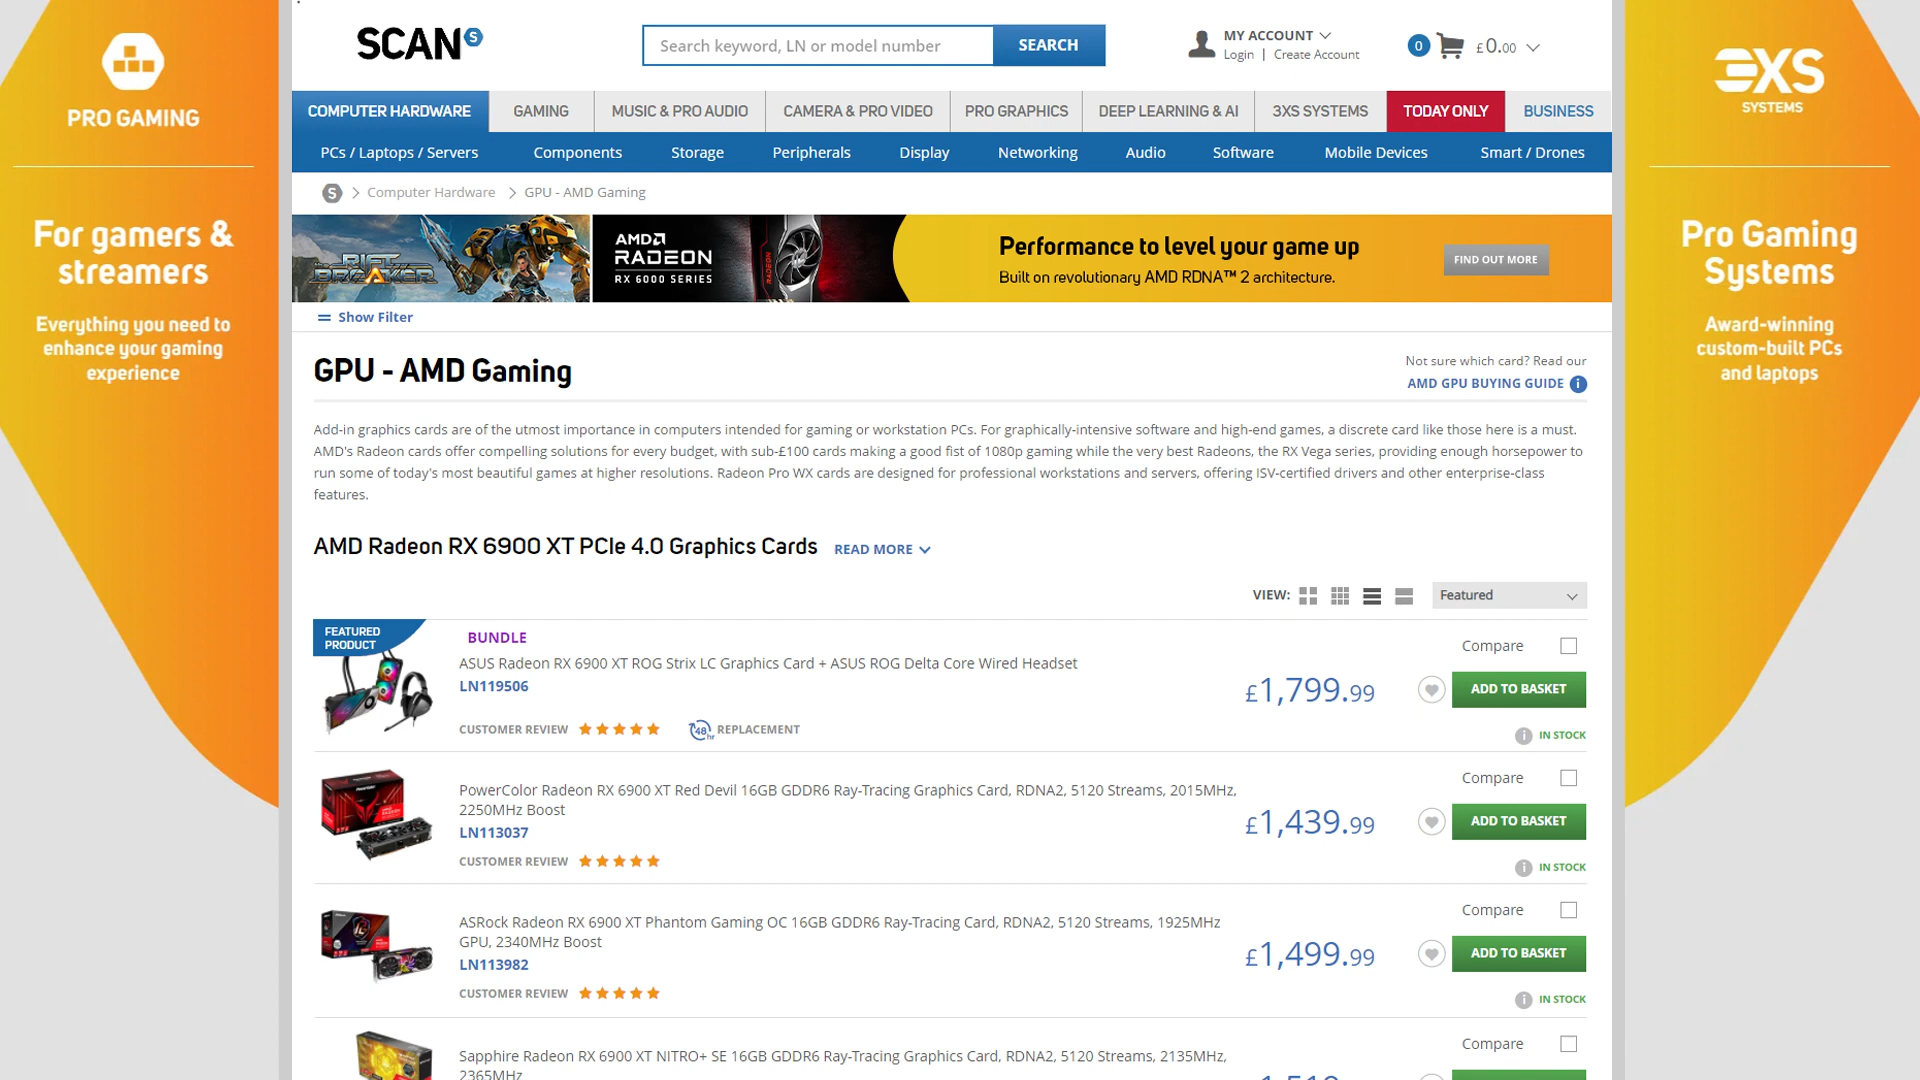 SCAN S
Search keyword, LN or model number
SEARCH
MY ACCOUNT
Login | Create Account
0
£0.00
PRO GAMING
For gamers &
streamers
Everything you need to
enhance your gaming
experience
3XS
SYSTEMS
Pro Gaming
Systems
Award-winning
custom-built PCs
and laptops
COMPUTER HARDWARE
GAMING
MUSIC & PRO AUDIO
CAMERA & PRO VIDEO
PRO GRAPHICS
DEEP LEARNING & AI
3XS SYSTEMS
TODAY ONLY
BUSINESS
PCs / Laptops / Servers
Components
Storage
Peripherals
Display
Networking
Audio
Software
Mobile Devices
Smart / Drones
S > Computer Hardware > GPU - AMD Gaming
RIFT
BREAKER
AMD
RADEON
RX 6000 SERIES
RADEON
Performance to level your game up
Built on revolutionary AMD RDNA™ 2 architecture.
FIND OUT MORE
Show Filter
GPU - AMD Gaming
Not sure which card? Read our
AMD GPU BUYING GUIDE i
Add-in graphics cards are of the utmost importance in computers intended for gaming or workstation PCs. For graphically-intensive software and high-end games, a discrete card like those here is a must.
AMD's Radeon cards offer compelling solutions for every budget, with sub-£100 cards making a good fist of 1080p gaming while the very best Radeons, the RX Vega series, providing enough horsepower to
run some of today's most beautiful games at higher resolutions. Radeon Pro WX cards are designed for professional workstations and servers, offering ISV-certified drivers and other enterprise-class
features.
AMD Radeon RX 6900 XT PCIe 4.0 Graphics Cards
READ MORE
VIEW:
Featured
FEATURED
PRODUCT
BUNDLE
ASUS Radeon RX 6900 XT ROG Strix LC Graphics Card + ASUS ROG Delta Core Wired Headset
LN119506
CUSTOMER REVIEW
48hr REPLACEMENT
£1,799.99
Compare
ADD TO BASKET
i IN STOCK
PowerColor Radeon RX 6900 XT Red Devil 16GB GDDR6 Ray-Tracing Graphics Card, RDNA2, 5120 Streams, 2015MHz,
2250MHz Boost
LN113037
CUSTOMER REVIEW
£1,439.99
Compare
ADD TO BASKET
i IN STOCK
ASRock Radeon RX 6900 XT Phantom Gaming OC 16GB GDDR6 Ray-Tracing Card, RDNA2, 5120 Streams, 1925MHz
GPU, 2340MHz Boost
LN113982
CUSTOMER REVIEW
£1,499.99
Compare
ADD TO BASKET
i IN STOCK
Sapphire Radeon RX 6900 XT NITRO+ SE 16GB GDDR6 Ray-Tracing Graphics Card, RDNA2, 5120 Streams, 2135MHz,
2365MHz
Compare